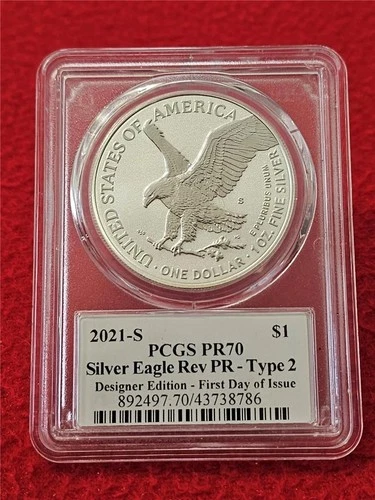 UNITED STATES OF AMERICA
S
E PLURIBUS UNUM
1 OZ. FINE SILVER
· ONE DOLLAR ·
2021-S $1
PCGS PR70
Silver Eagle Rev PR - Type 2
Designer Edition - First Day of Issue
892497.70/43738786